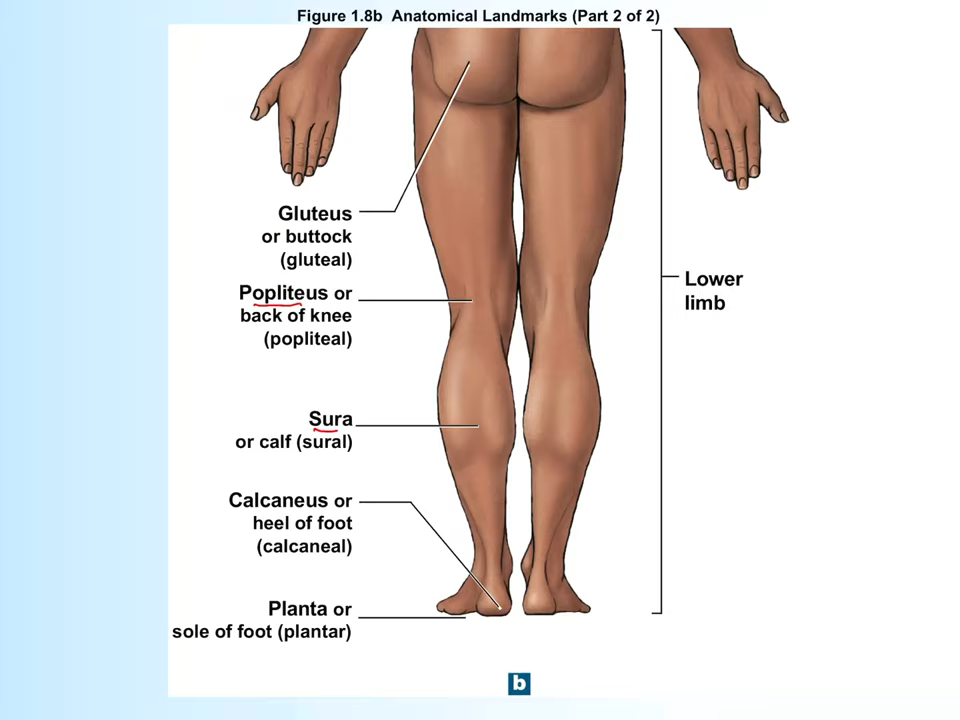 Figure 1.8b  Anatomical Landmarks (Part 2 of 2)
Gluteus
or buttock
(gluteal)
Popliteus or
back of knee
(popliteal)
Lower
limb
Sura
or calf (sural)
Calcaneus or
heel of foot
(calcaneal)
Planta or
sole of foot (plantar)
b